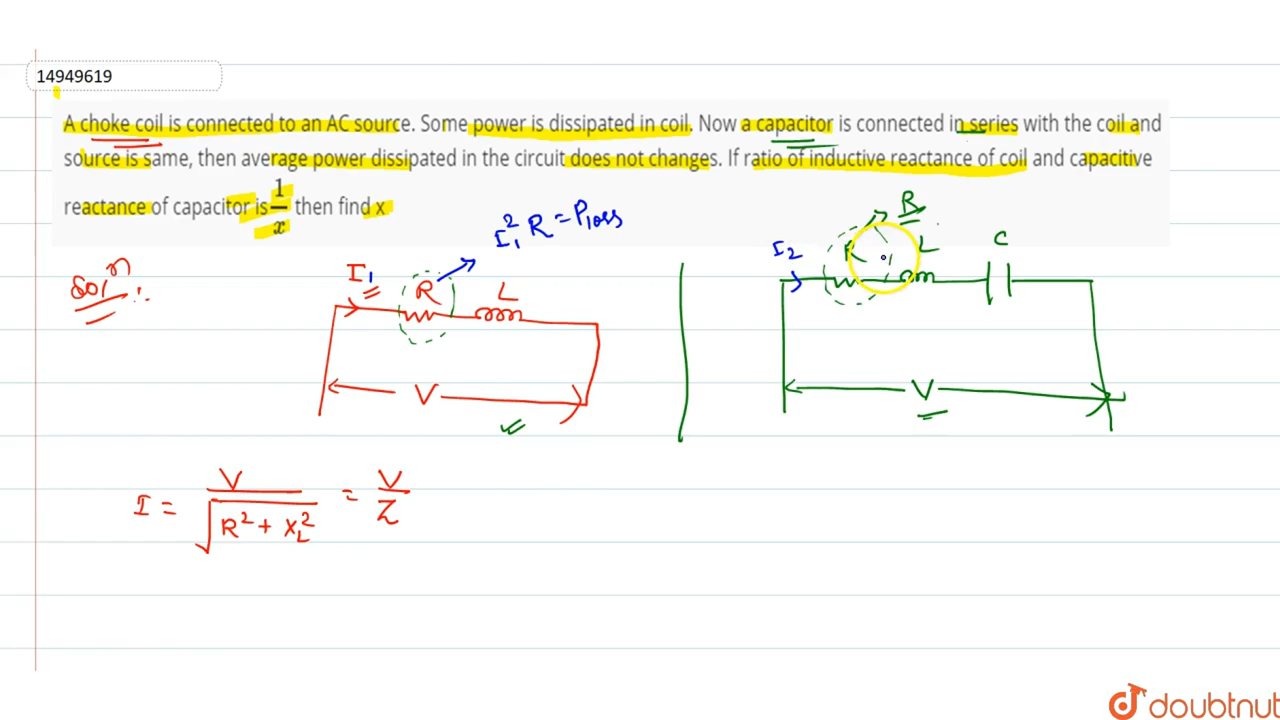 14949619
A choke coil is connected to an AC source. Some power is dissipated in coil. Now a capacitor is connected in series with the coil and
source is same, then average power dissipated in the circuit does not changes. If ratio of inductive reactance of coil and capacitive
reactance of capacitor is 1/x then find x
Solⁿ :.
I₁
R
L
V
I₁² R = Ploss
I₂
R
R
L
C
V
I = V/√(R² + X_L²) = V/Z
doubtnut